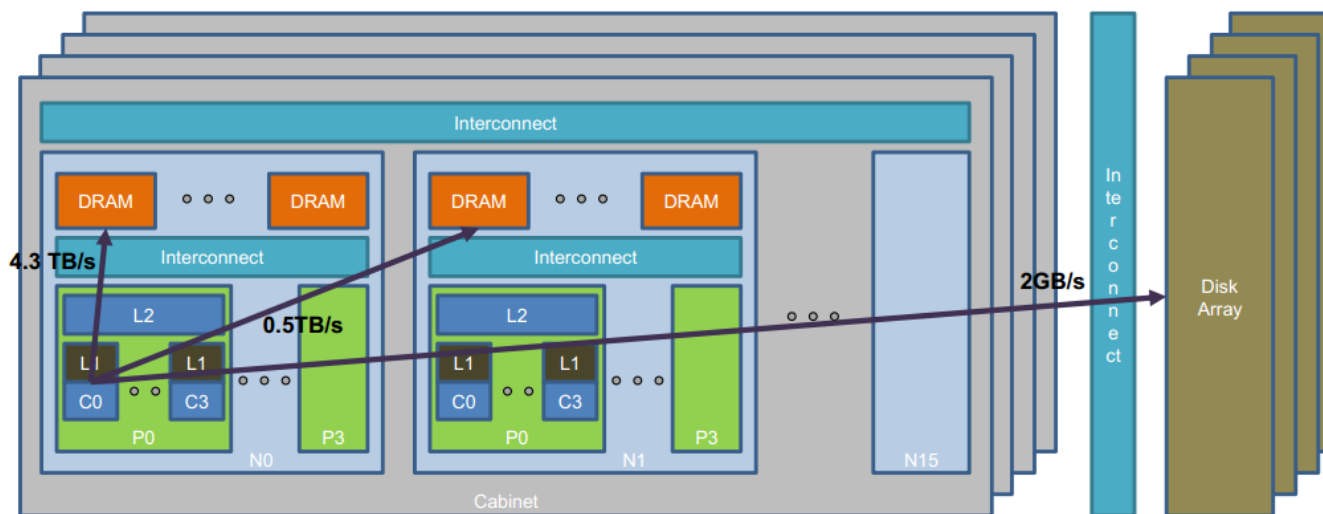 Interconnect
DRAM
DRAM
DRAM
DRAM
4.3 TB/s
Interconnect
Interconnect
2GB/s
0.5TB/s
L2
L2
L1
L1
L1
L1
C0
C3
C0
C3
P0
P3
P0
P3
N0
N1
N15
Cabinet
In
te
r
c
o
n
n
e
ct
Disk
Array